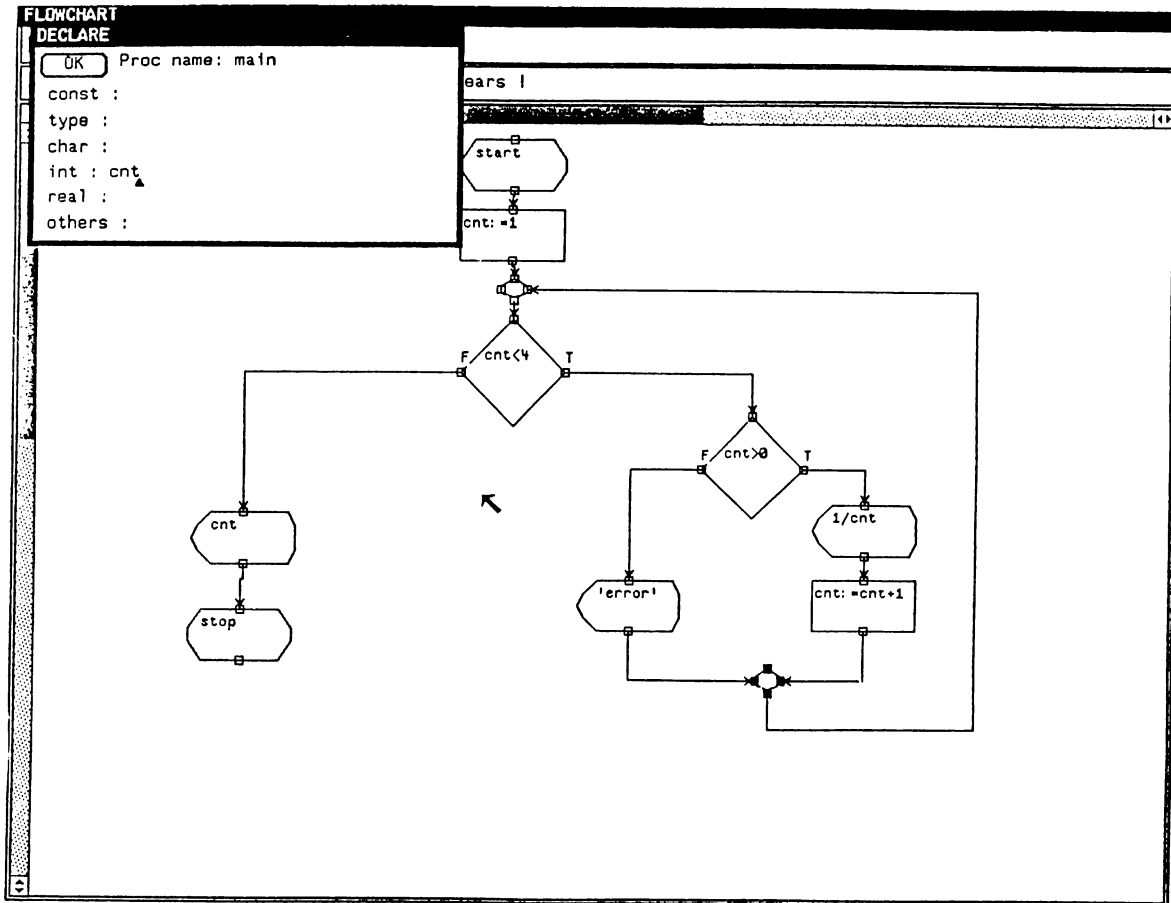 FLOWCHART
DECLARE
OK Proc name: main
const :
type :
char :
int : cnt
real :
others :
ears !
start
cnt:=1
F cnt<4 T
F cnt>0 T
cnt
1/cnt
'error'
cnt:=cnt+1
stop